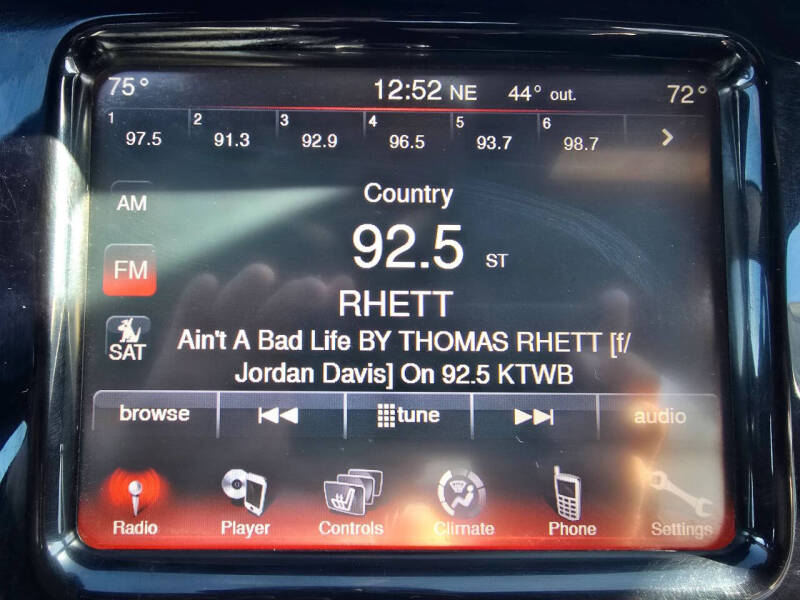 75° 12:52 NE 44° out. 72°
1 2 3 4 5 6
97.5 91.3 92.9 96.5 93.7 98.7 >
AM
Country
92.5 ST
FM
RHETT
Ain't A Bad Life BY THOMAS RHETT [f/
Jordan Davis] On 92.5 KTWB
SAT
browse tune audio
Radio Player Controls Climate Phone Settings